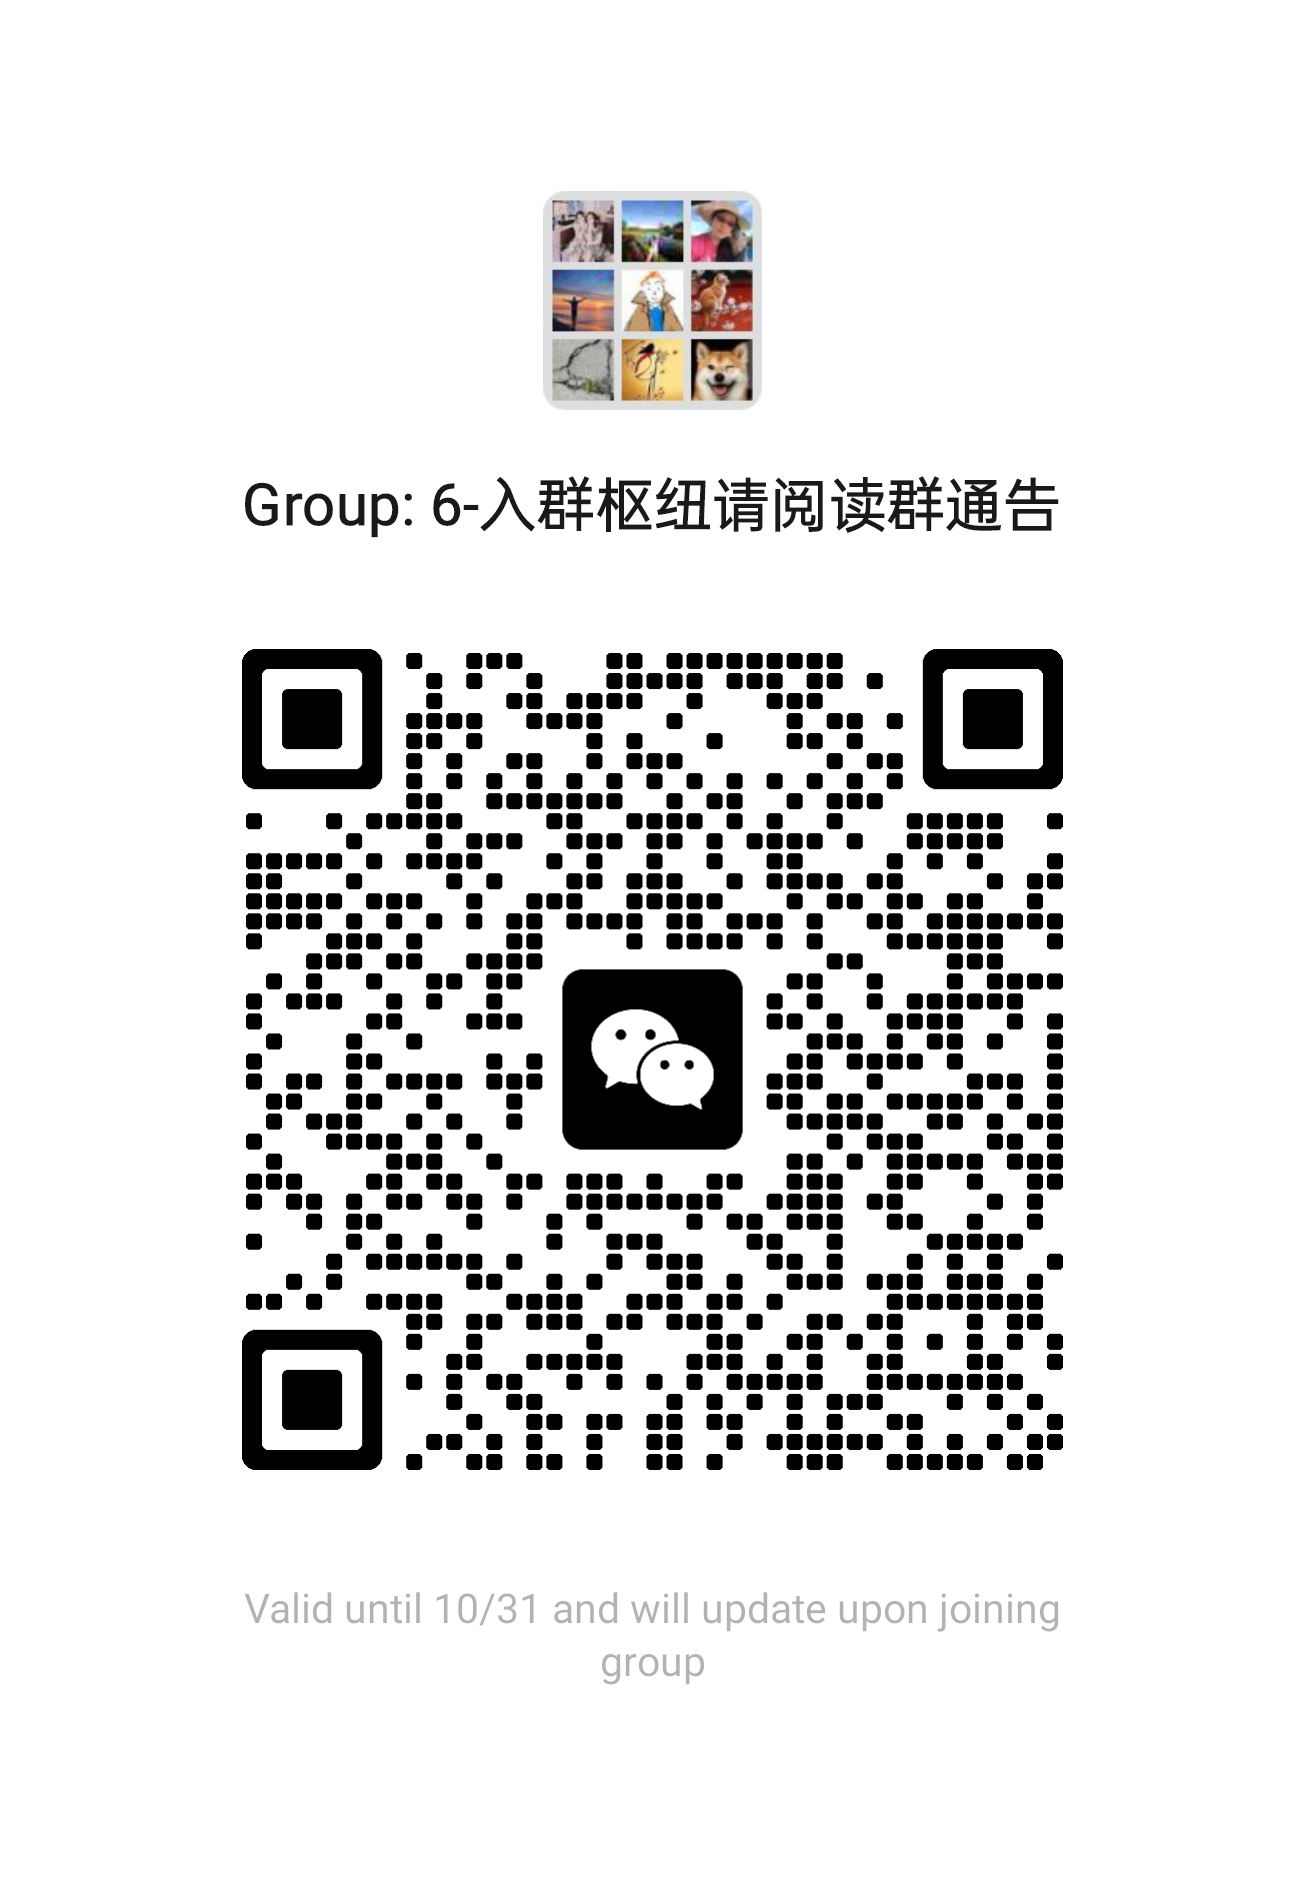 Group: 6-入群枢纽请阅读群通告
Valid until 10/31 and will update upon joining
group